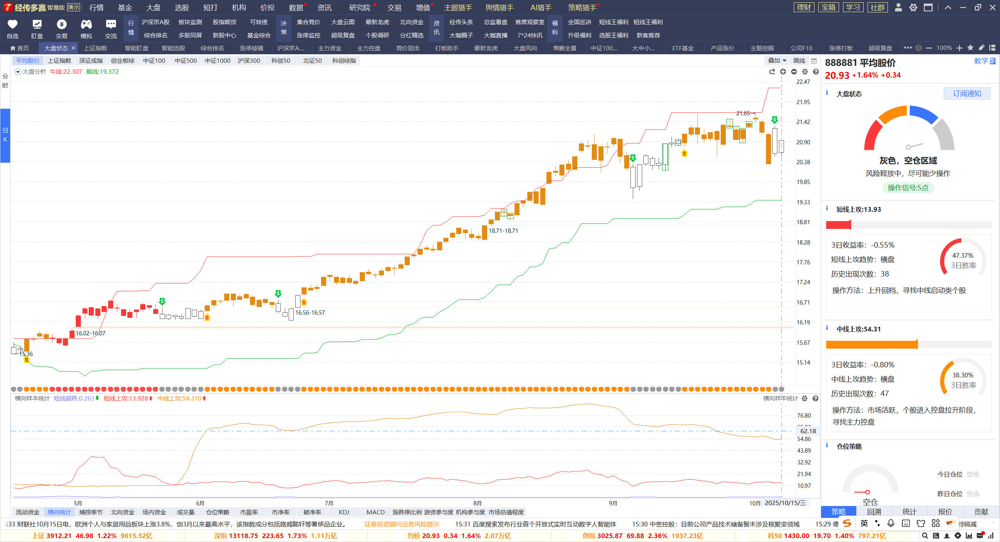 经传多赢 智尊版 演示 行情 基金 大盘 选股 短打 机构 价投 数据 资讯 研究院 交易 增值 主题猎手 舆情猎手 AI猎手 策略猎手 理财 宝箱 学习 社群
自选 盯盘 交易 模拟 交流 行情 沪深京A股 板块监测 股指期货 可转债 决策 集合竞价 大盘云图 最新龙虎 北向资金 资讯 经传头条 总监看盘 首席观察室 福利 全国巡讲 短线王福利 短线王福利
综合排名 多股同屏 新股中心 基金综合 涨停监控 超级复盘 个股调研 分红精选 大咖圈子 大咖直播 7*24快讯 升级福利 选股王福利 新客推荐
首页 大盘状态 上证指数 智能盯盘 智能选股 综合排名 涨停棱镜 沪深京A... 主力资金 主力控盘 竞价狙击 打板助手 最新龙虎 大盘风向 策略全景 中证100... 大中小... ETF基金 产品涨价 主题挖掘 公司F10 涨停打板 超级复盘 100%
平均股价 上证指数 深证成指 创业板综 中证100 中证500 中证1000 沪深300 科创50 北证50 科创综指 叠加 画线
分时
日K
大盘分析 牛线:22.307 熊线:19.372
22.47
21.95
21.42
20.90
20.38
19.85
19.33
18.81
18.28
17.76
17.24
16.71
16.19
15.67
15.14
21.65→
S
S
B
18.71-18.71
S
S
B
B
16.56-16.57
16.02-16.07
15.36
B
横向样本统计 短线超跌:0.263 短线上攻:13.928 中线上攻:54.310 横向样本统计
76.80
62.18
54.86
43.89
32.92
21.94
10.97
5月 6月 7月 8月 9月 10月 2025/10/15/三
流动资金 横向统计 捕捞季节 北向资金 场内资金 成交量 仓位策略 市盈率 市净率 破净率 KDJ MACD 涨跌停比例 游资参与度 机构参与度 市场估值程度
888881 平均股价 教学
20.93 +1.64% +0.34
大盘状态 订阅通知
灰色，空仓区域
风险释放中，尽可能少操作
操作信号:S点
短线上攻:13.93
3日收益率：-0.55%
短线上攻趋势：横盘
历史出现次数：38
47.37%
3日胜率
操作方法：上升回档，寻找中线启动类个股
中线上攻:54.31
3日收益率：-0.80%
中线上攻趋势：横盘
历史出现次数：47
38.30%
3日胜率
操作方法：市场活跃，个股进入控盘拉升阶段，
寻找主力控盘
仓位策略
今日仓位 空仓
昨日仓位 空仓
空仓
策略 回溯 统计 报价 贡献
:33 财联社10月15日电，欧洲个人与家居用品板块上涨3.8%，创3月以来最高水平，该指数成分包括路威酩轩等奢侈品企业。 证券投资顾问业务风险提示 15:31 百度搜索发布行业首个开放式实时互动数字人智能体 15:30 中密控股：目前公司产品技术储备暂未涉及核聚变领域 15:29 德 英 特锐减
上证 3912.21 46.98 1.22% 9615.52亿 深指 13118.75 223.65 1.73% 1.11万亿 均价 20.93 0.34 1.64% 2.07万亿 创指 3025.87 69.88 2.36% 1937.23亿 科50 1430.00 19.70 1.40% 797.21亿